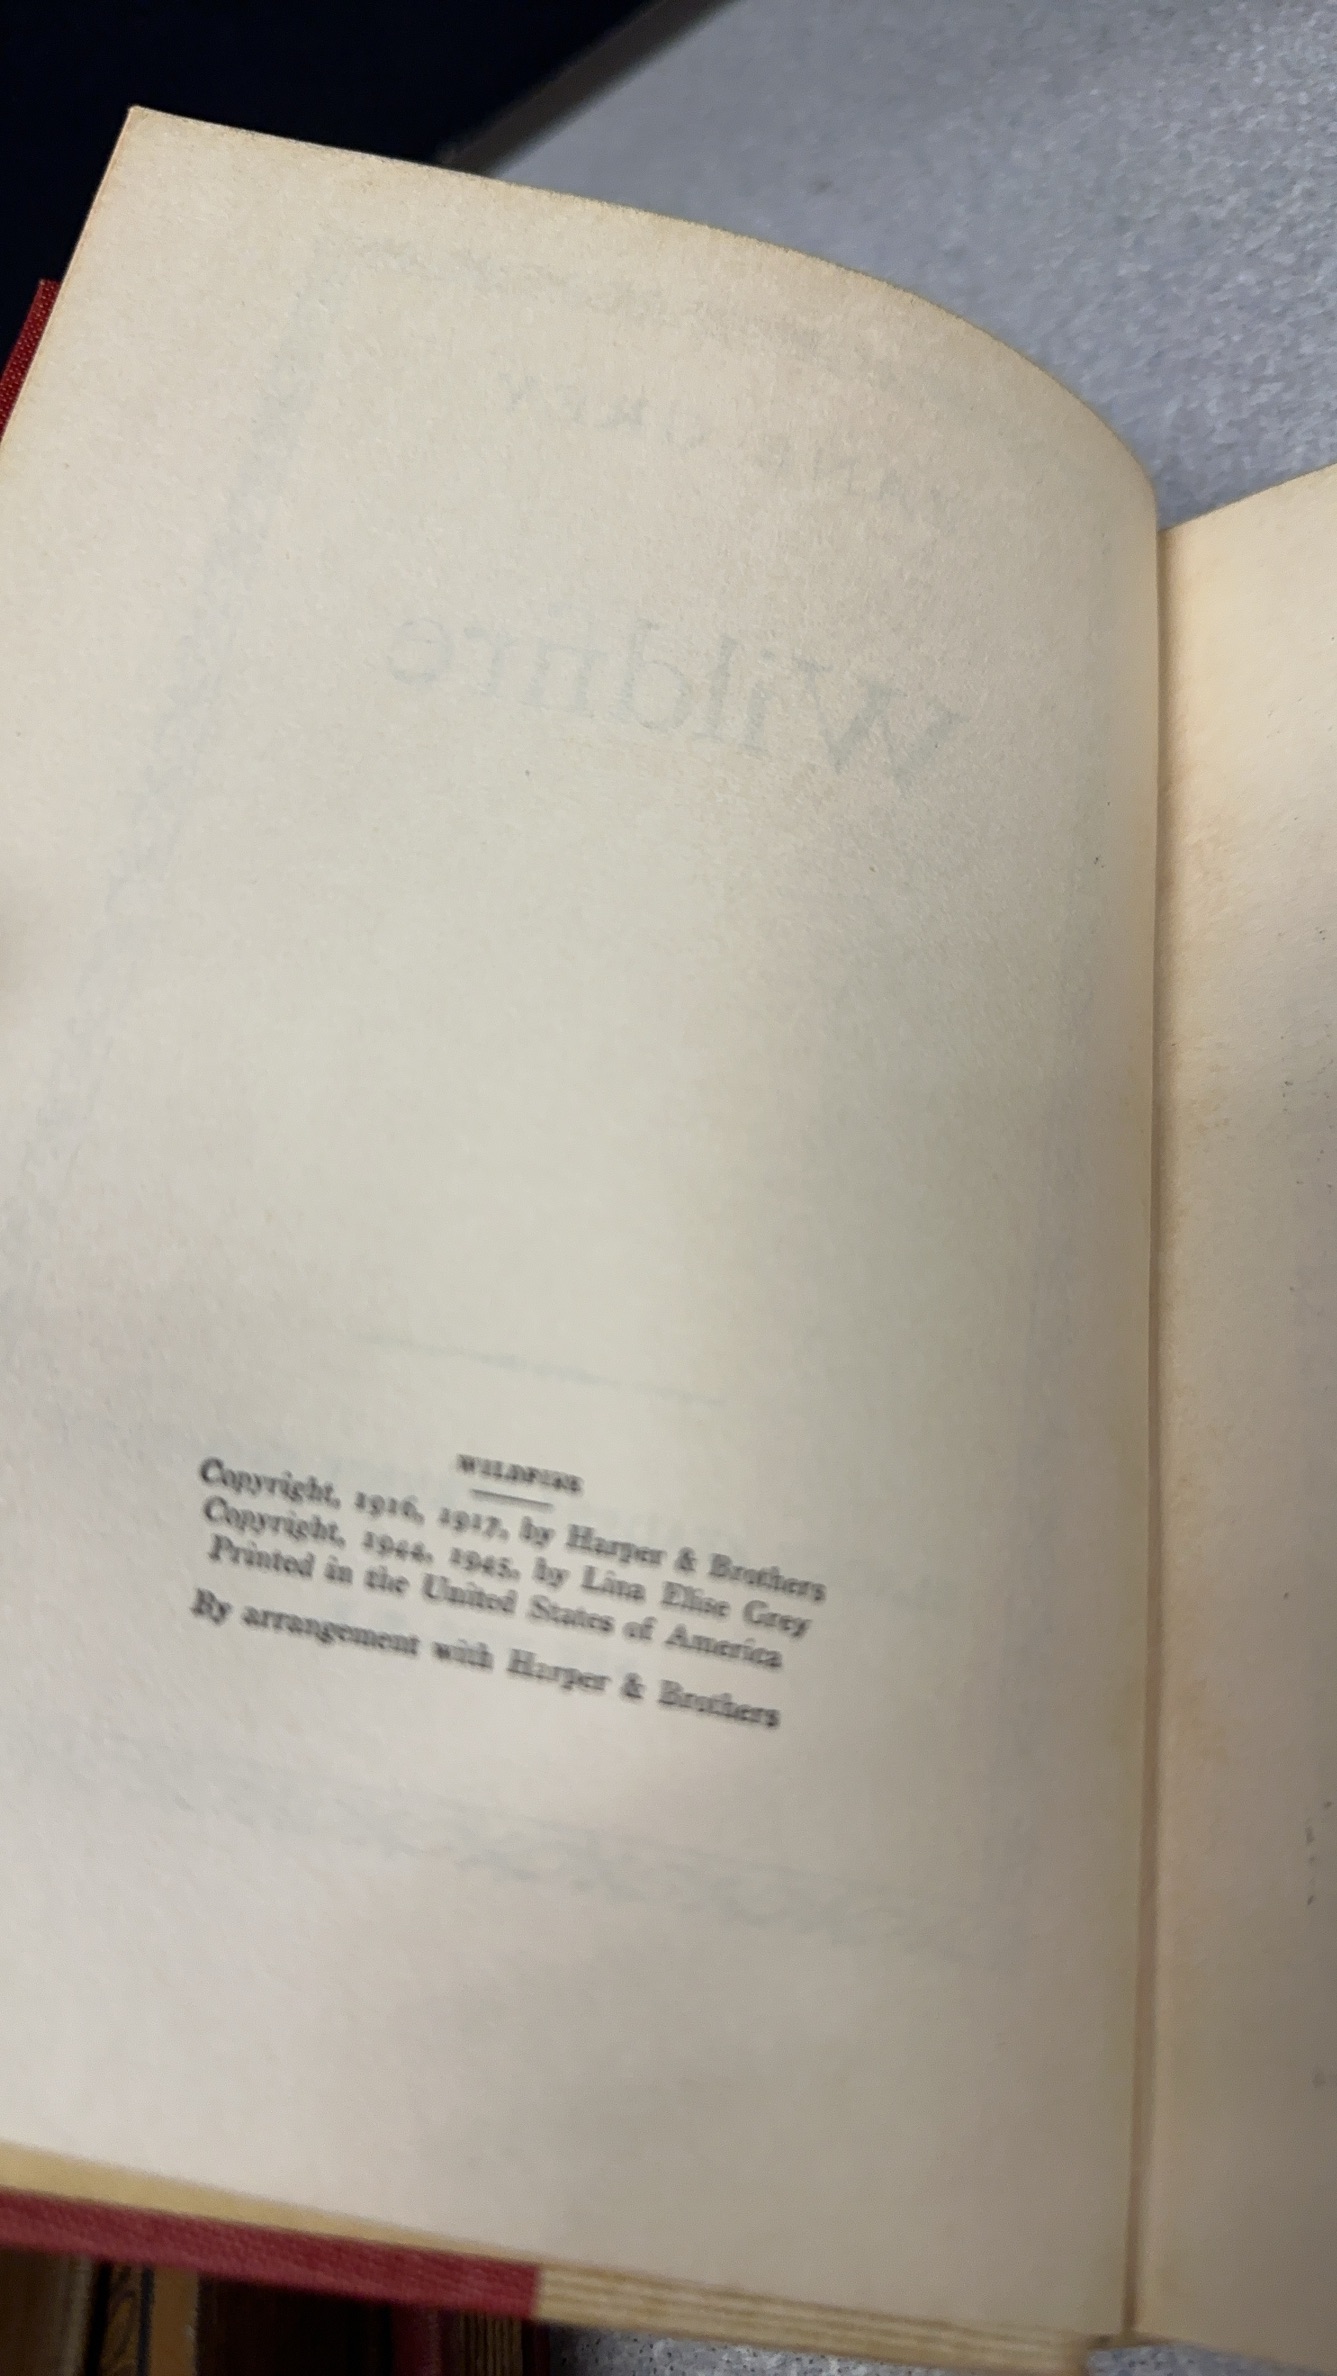 WILDFIRE
Copyright, 1916, 1917, by Harper & Brothers
Copyright, 1944, 1945, by Lina Elise Grey
Printed in the United States of America
By arrangement with Harper & Brothers